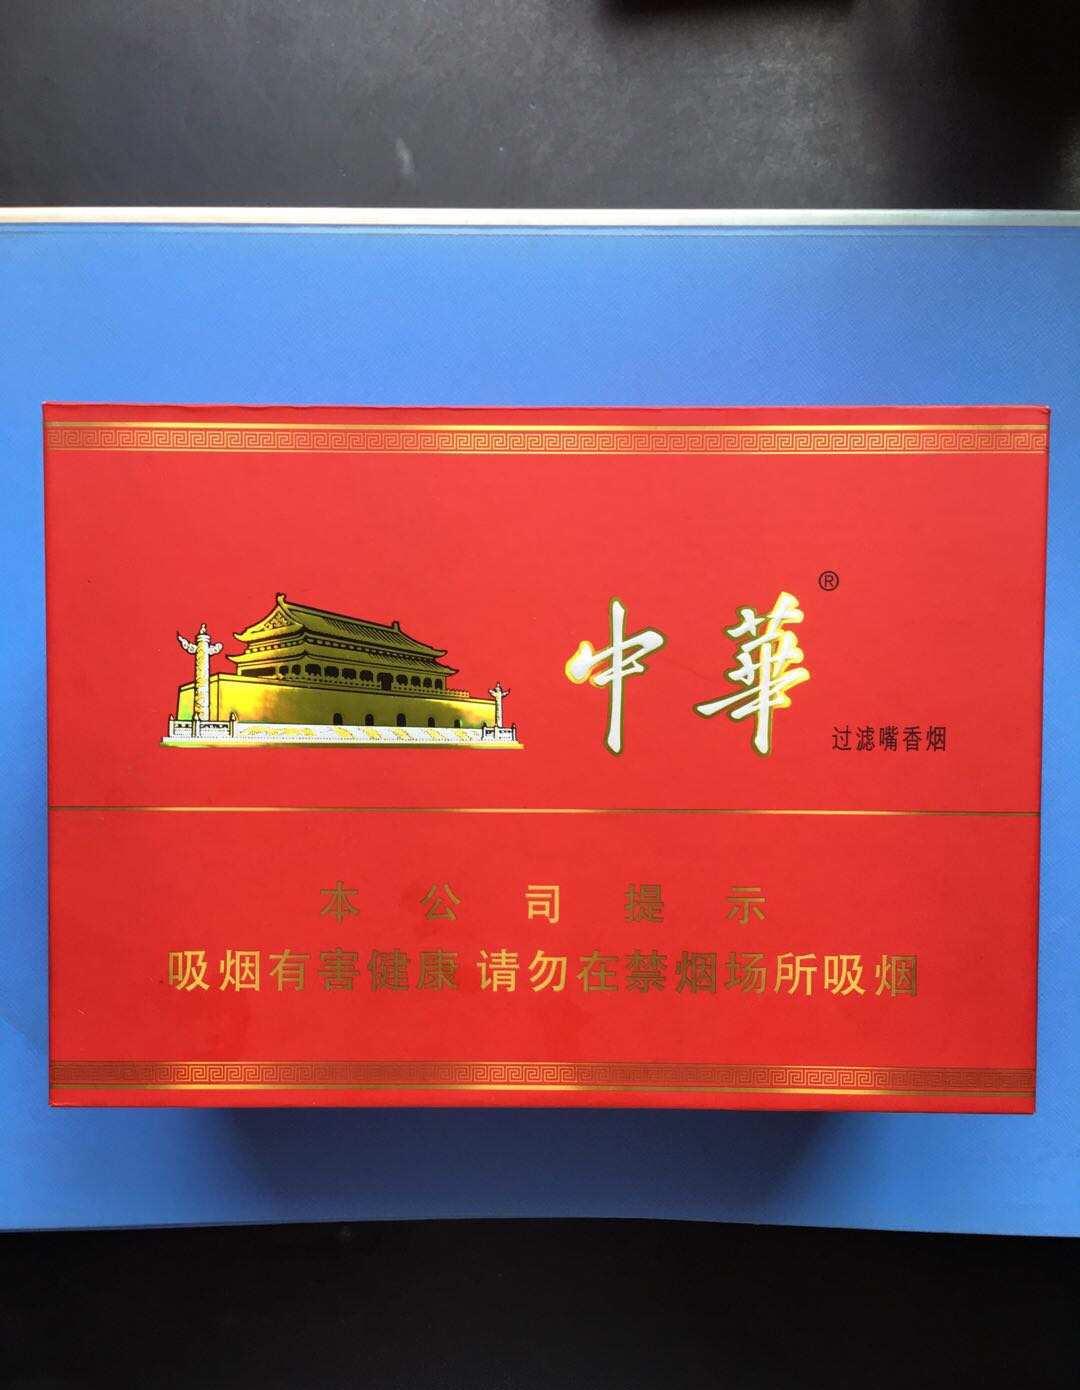 中華®
过滤嘴香烟
本公司提示
吸烟有害健康 请勿在禁烟场所吸烟